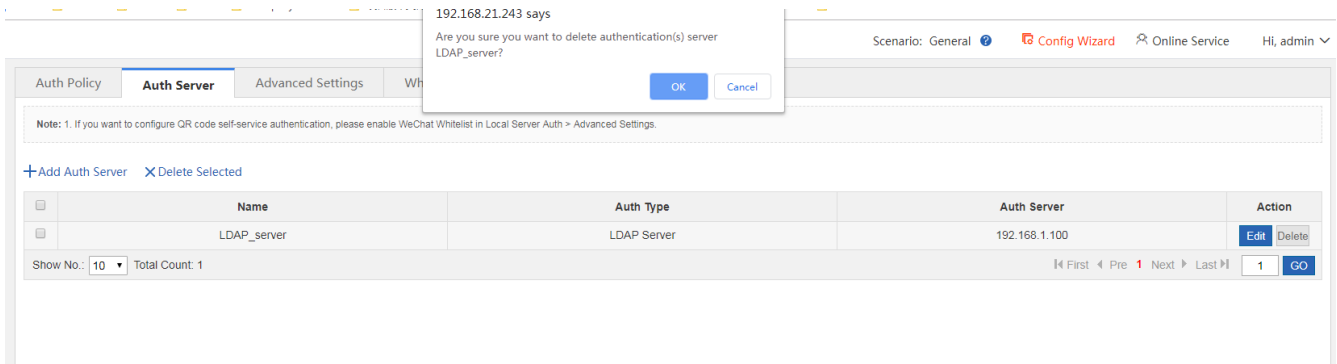 192.168.21.243 says
Are you sure you want to delete authentication(s) server
LDAP_server?
OK Cancel
Scenario: General ? Config Wizard Online Service Hi, admin
Auth Policy Auth Server Advanced Settings Wh
Note: 1. If you want to configure QR code self-service authentication, please enable WeChat Whitelist in Local Server Auth > Advanced Settings.
+Add Auth Server XDelete Selected
Name Auth Type Auth Server Action
LDAP_server LDAP Server 192.168.1.100 Edit Delete
Show No.: 10 Total Count: 1 First Pre 1 Next Last 1 GO